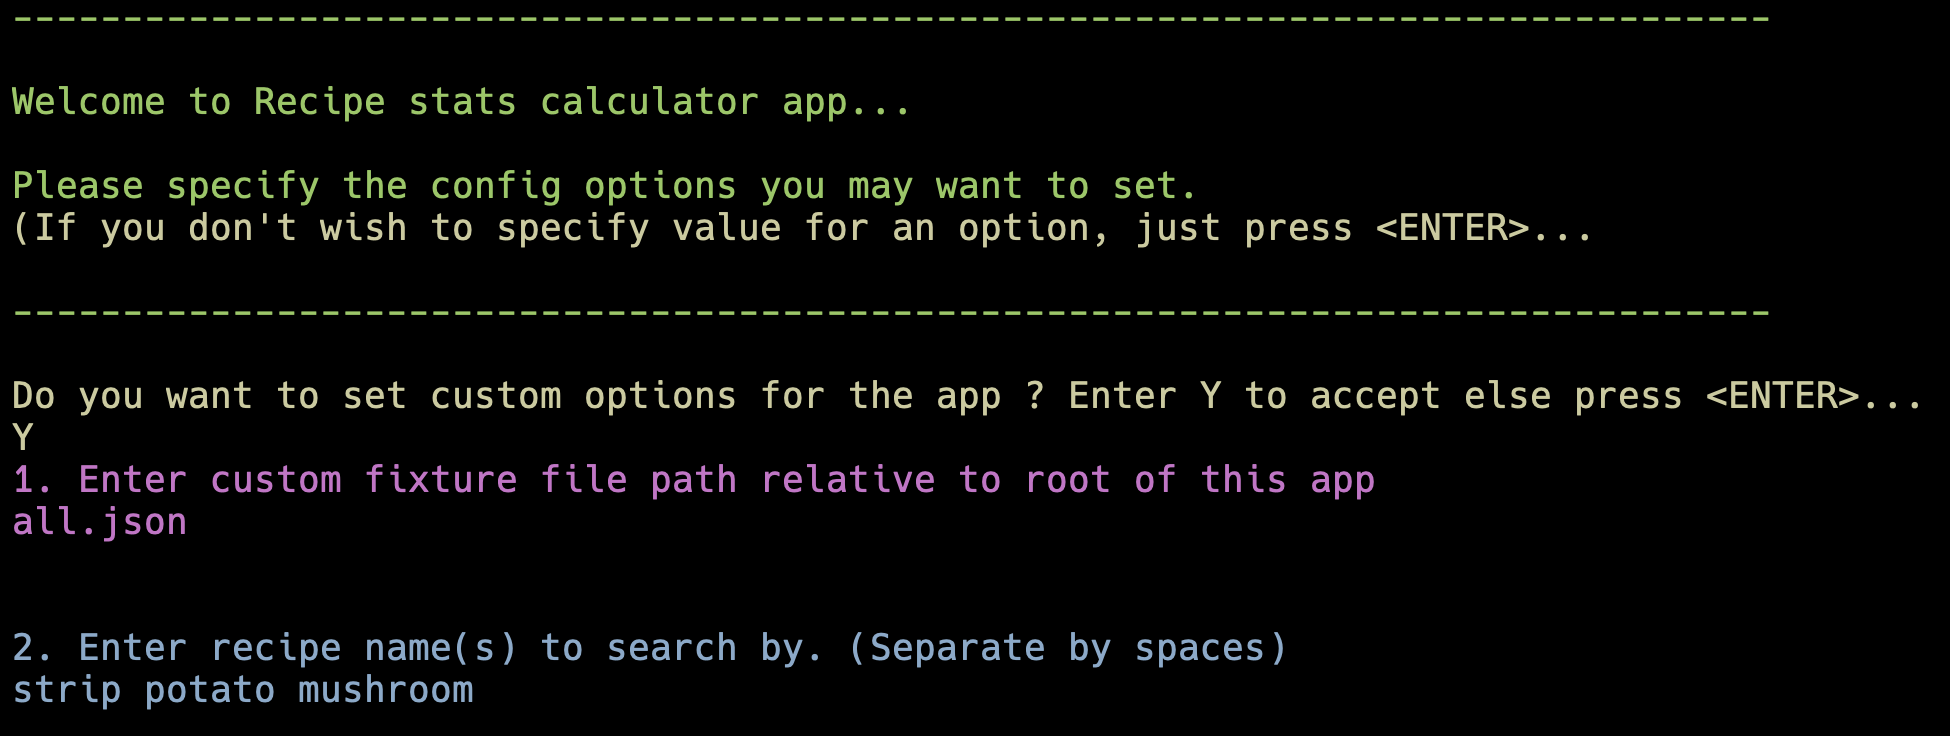 --------------------------------------------------------------------------------
Welcome to Recipe stats calculator app...
Please specify the config options you may want to set.
(If you don't wish to specify value for an option, just press <ENTER>...
--------------------------------------------------------------------------------
Do you want to set custom options for the app ? Enter Y to accept else press <ENTER>...
Y
1. Enter custom fixture file path relative to root of this app
all.json
2. Enter recipe name(s) to search by. (Separate by spaces)
strip potato mushroom